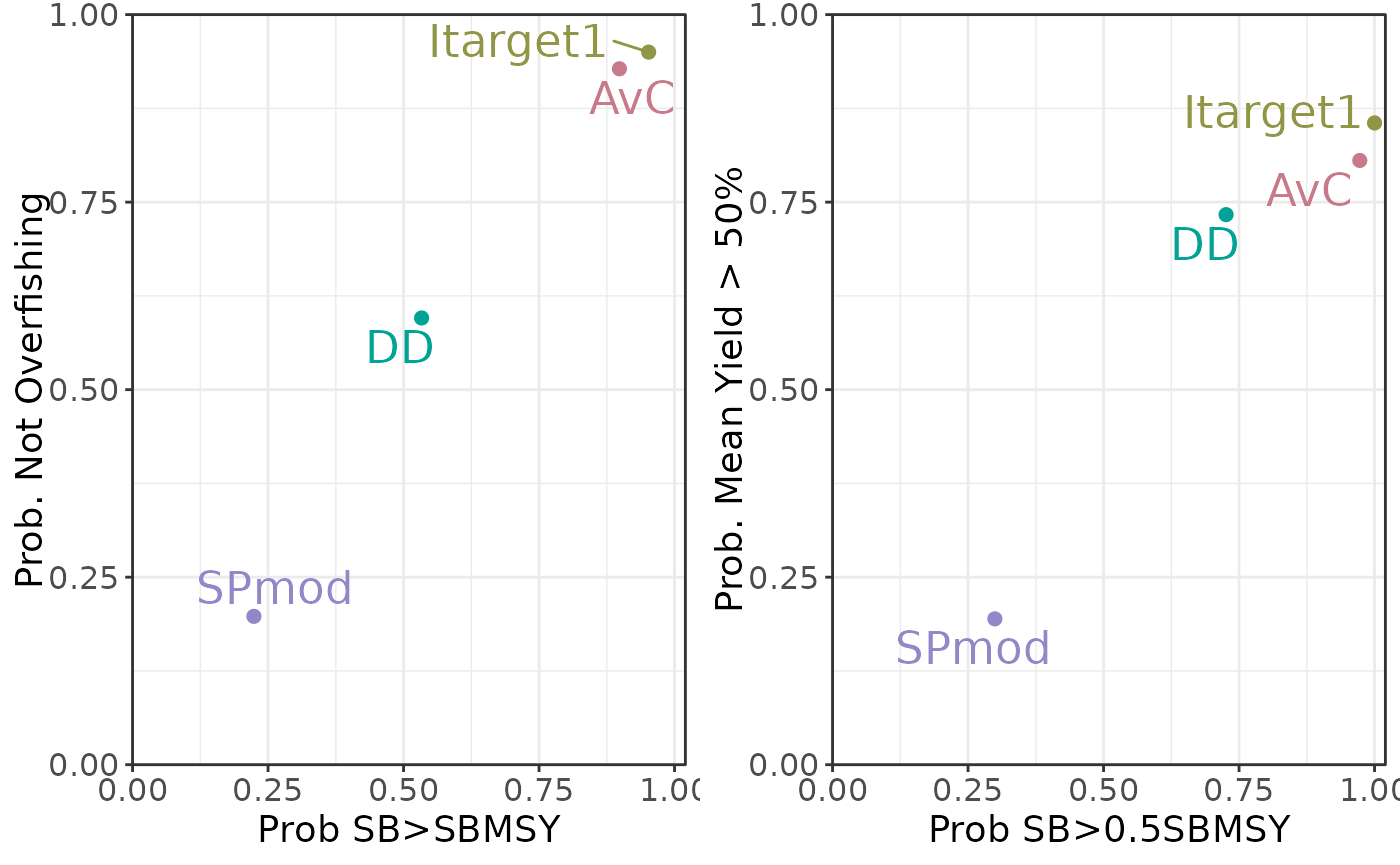 1.00
0.75
0.50
0.25
0.00
Prob. Not Overfishing
Itarget1
AvC
DD
SPmod
0.00 0.25 0.50 0.75 1.00
Prob SB>SBMSY
1.00
0.75
0.50
0.25
0.00
Prob. Mean Yield > 50%
Itarget1
AvC
DD
SPmod
0.00 0.25 0.50 0.75 1.00
Prob SB>0.5SBMSY